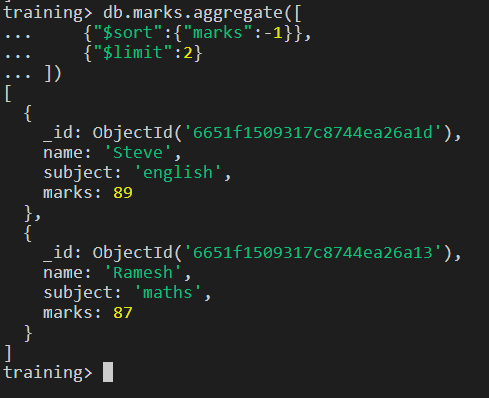 training> db.marks.aggregate([
...     {"$sort":{"marks":-1}},
...     {"$limit":2}
... ])
[
  {
    _id: ObjectId('6651f1509317c8744ea26a1d'),
    name: 'Steve',
    subject: 'english',
    marks: 89
  },
  {
    _id: ObjectId('6651f1509317c8744ea26a13'),
    name: 'Ramesh',
    subject: 'maths',
    marks: 87
  }
]
training>